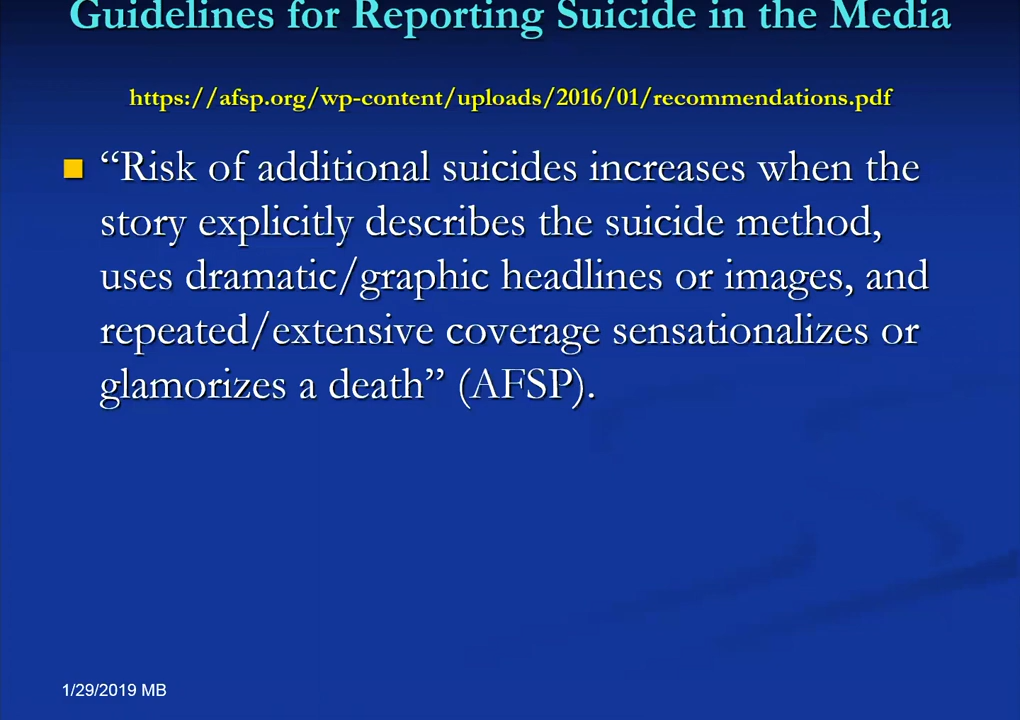 Guidelines for Reporting Suicide in the Media
https://afsp.org/wp-content/uploads/2016/01/recommendations.pdf
“Risk of additional suicides increases when the
story explicitly describes the suicide method,
uses dramatic/graphic headlines or images, and
repeated/extensive coverage sensationalizes or
glamorizes a death” (AFSP).
1/29/2019 MB